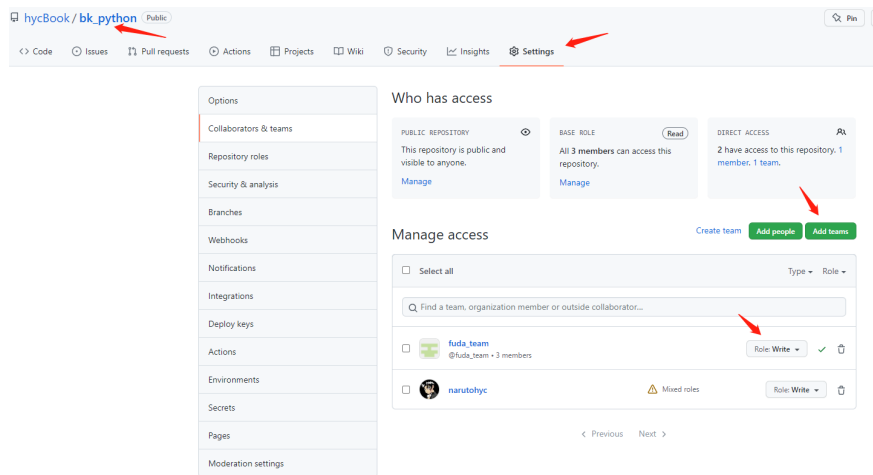 hycBook / bk_python Public
Pin
Code Issues Pull requests Actions Projects Wiki Security Insights Settings
Options
Collaborators & teams
Repository roles
Security & analysis
Branches
Webhooks
Notifications
Integrations
Deploy keys
Actions
Environments
Secrets
Pages
Moderation settings
Who has access
PUBLIC REPOSITORY
This repository is public and
visible to anyone.
Manage
BASE ROLE Read
All 3 members can access this
repository.
Manage
DIRECT ACCESS
2 have access to this repository. 1
member. 1 team.
Manage access
Create team Add people Add teams
Select all Type Role
Find a team, organization member or outside collaborator...
fuda_team
@fuda_team • 3 members
Role: Write
narutohyc Mixed roles Role: Write
Previous Next